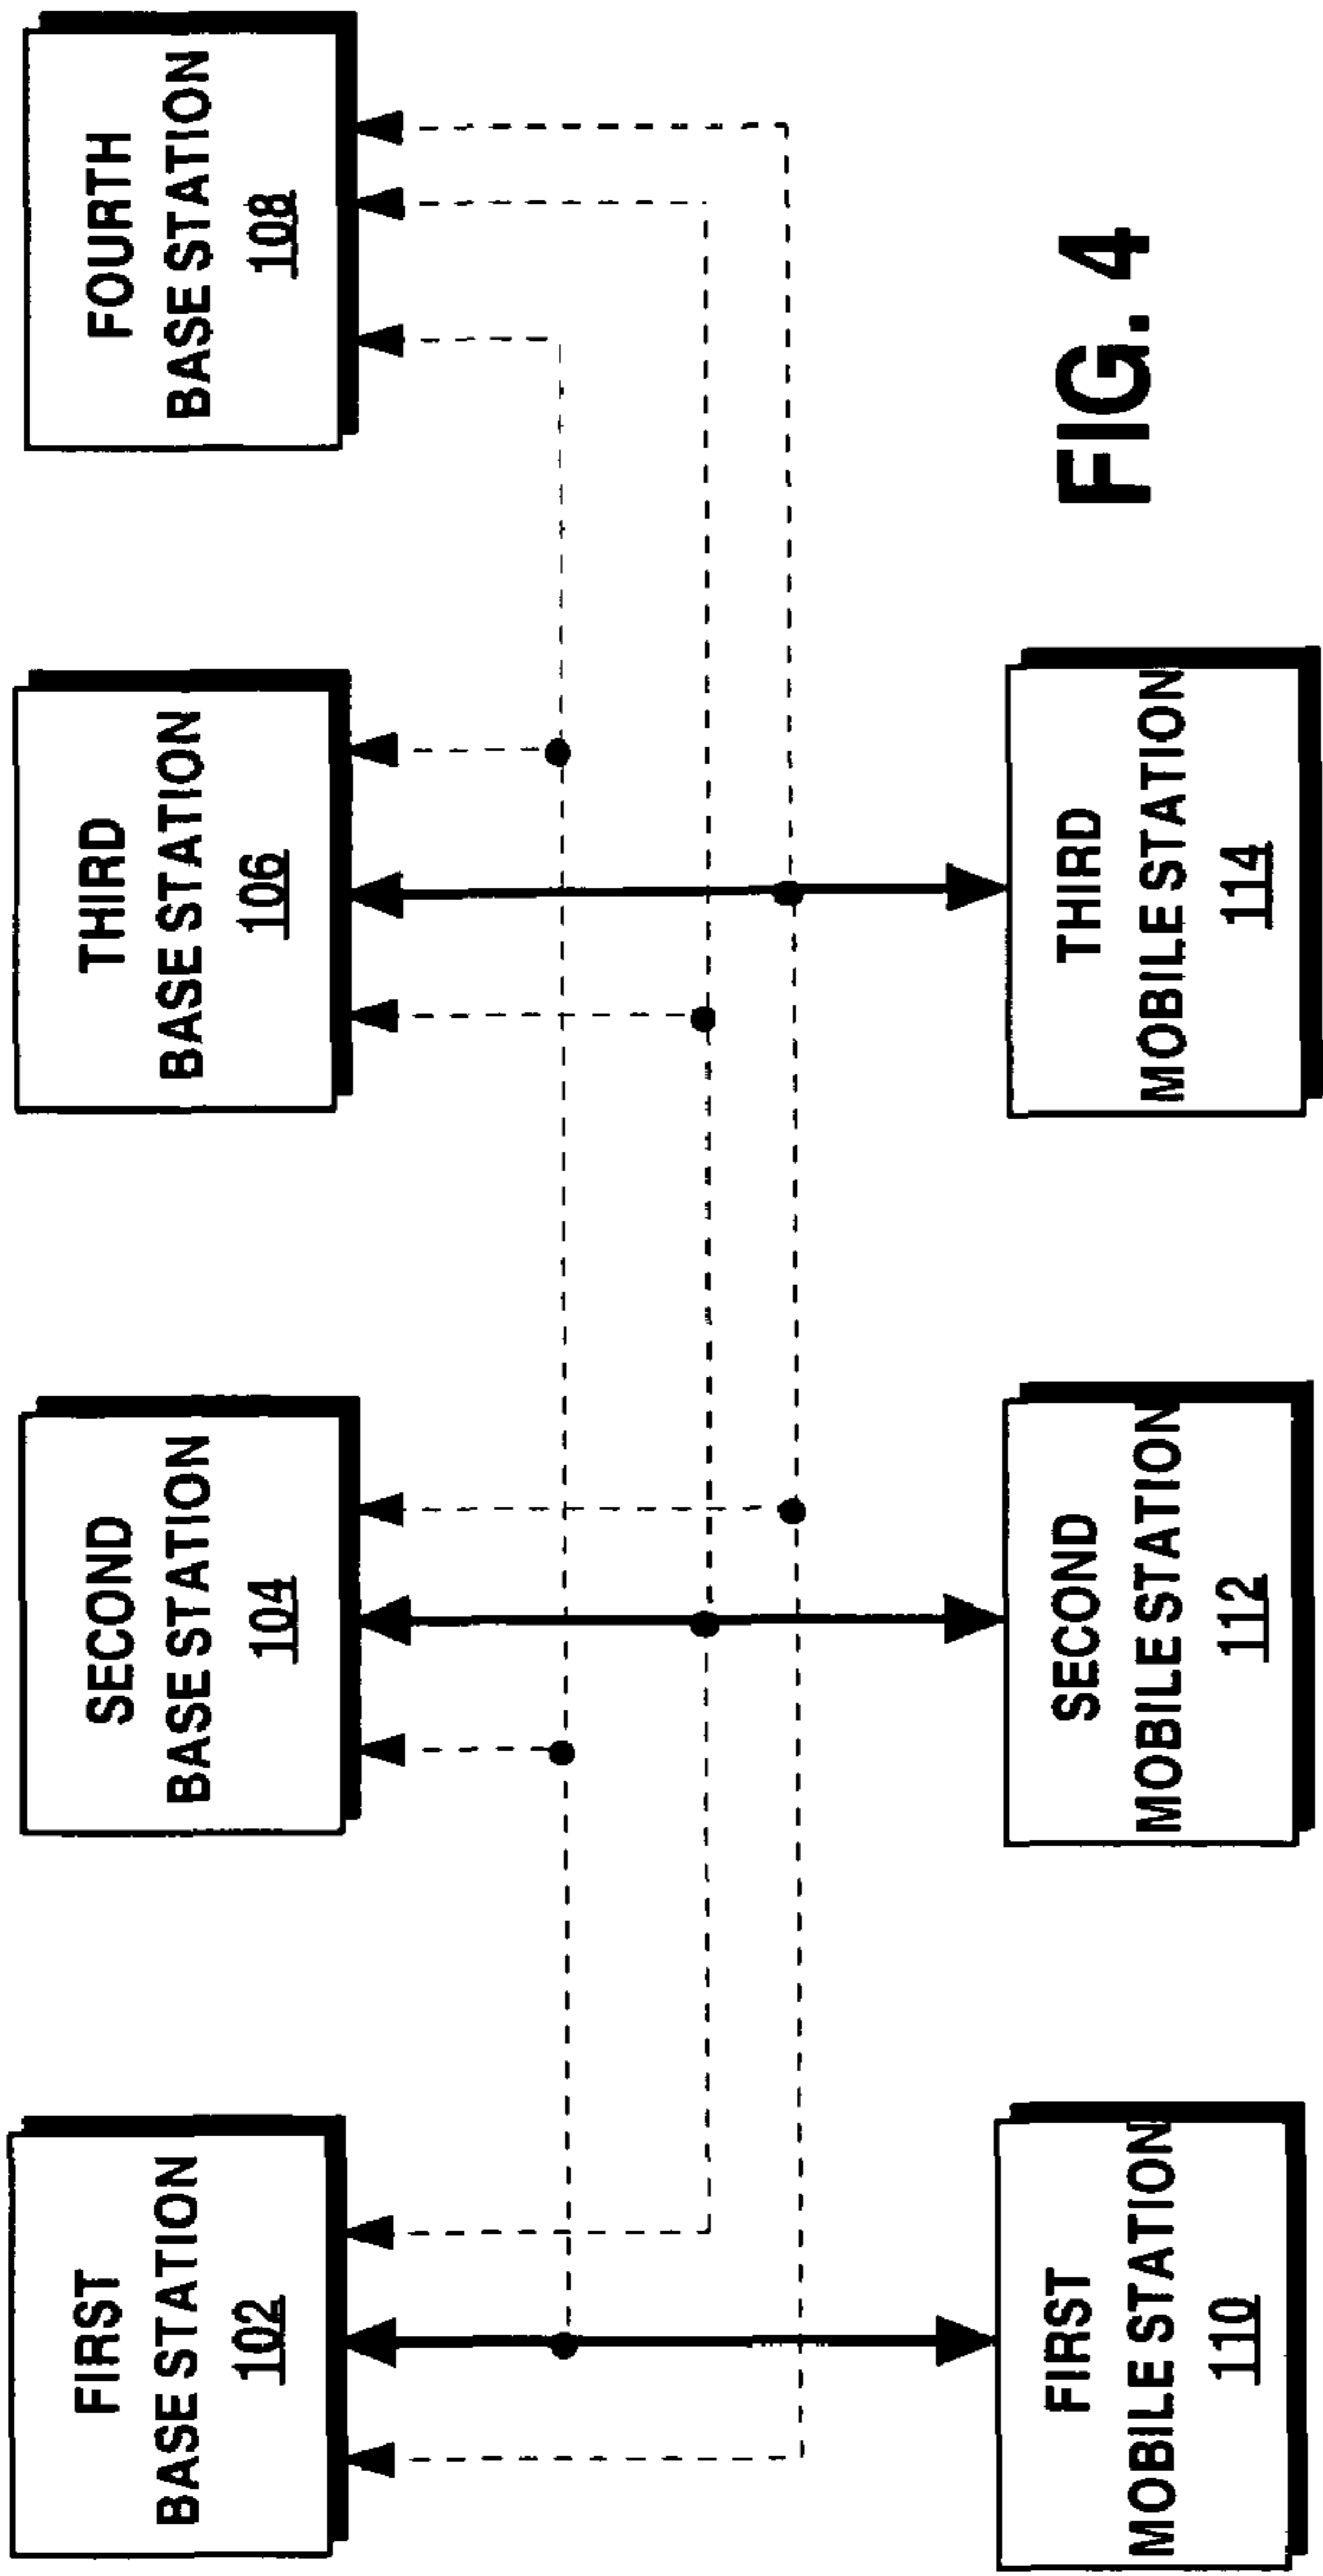 FIRST
BASE STATION
102
SECOND
BASE STATION
104
THIRD
BASE STATION
106
FOURTH
BASE STATION
108
FIRST
MOBILE STATION
110
SECOND
MOBILE STATION
112
THIRD
MOBILE STATION
114
FIG. 4